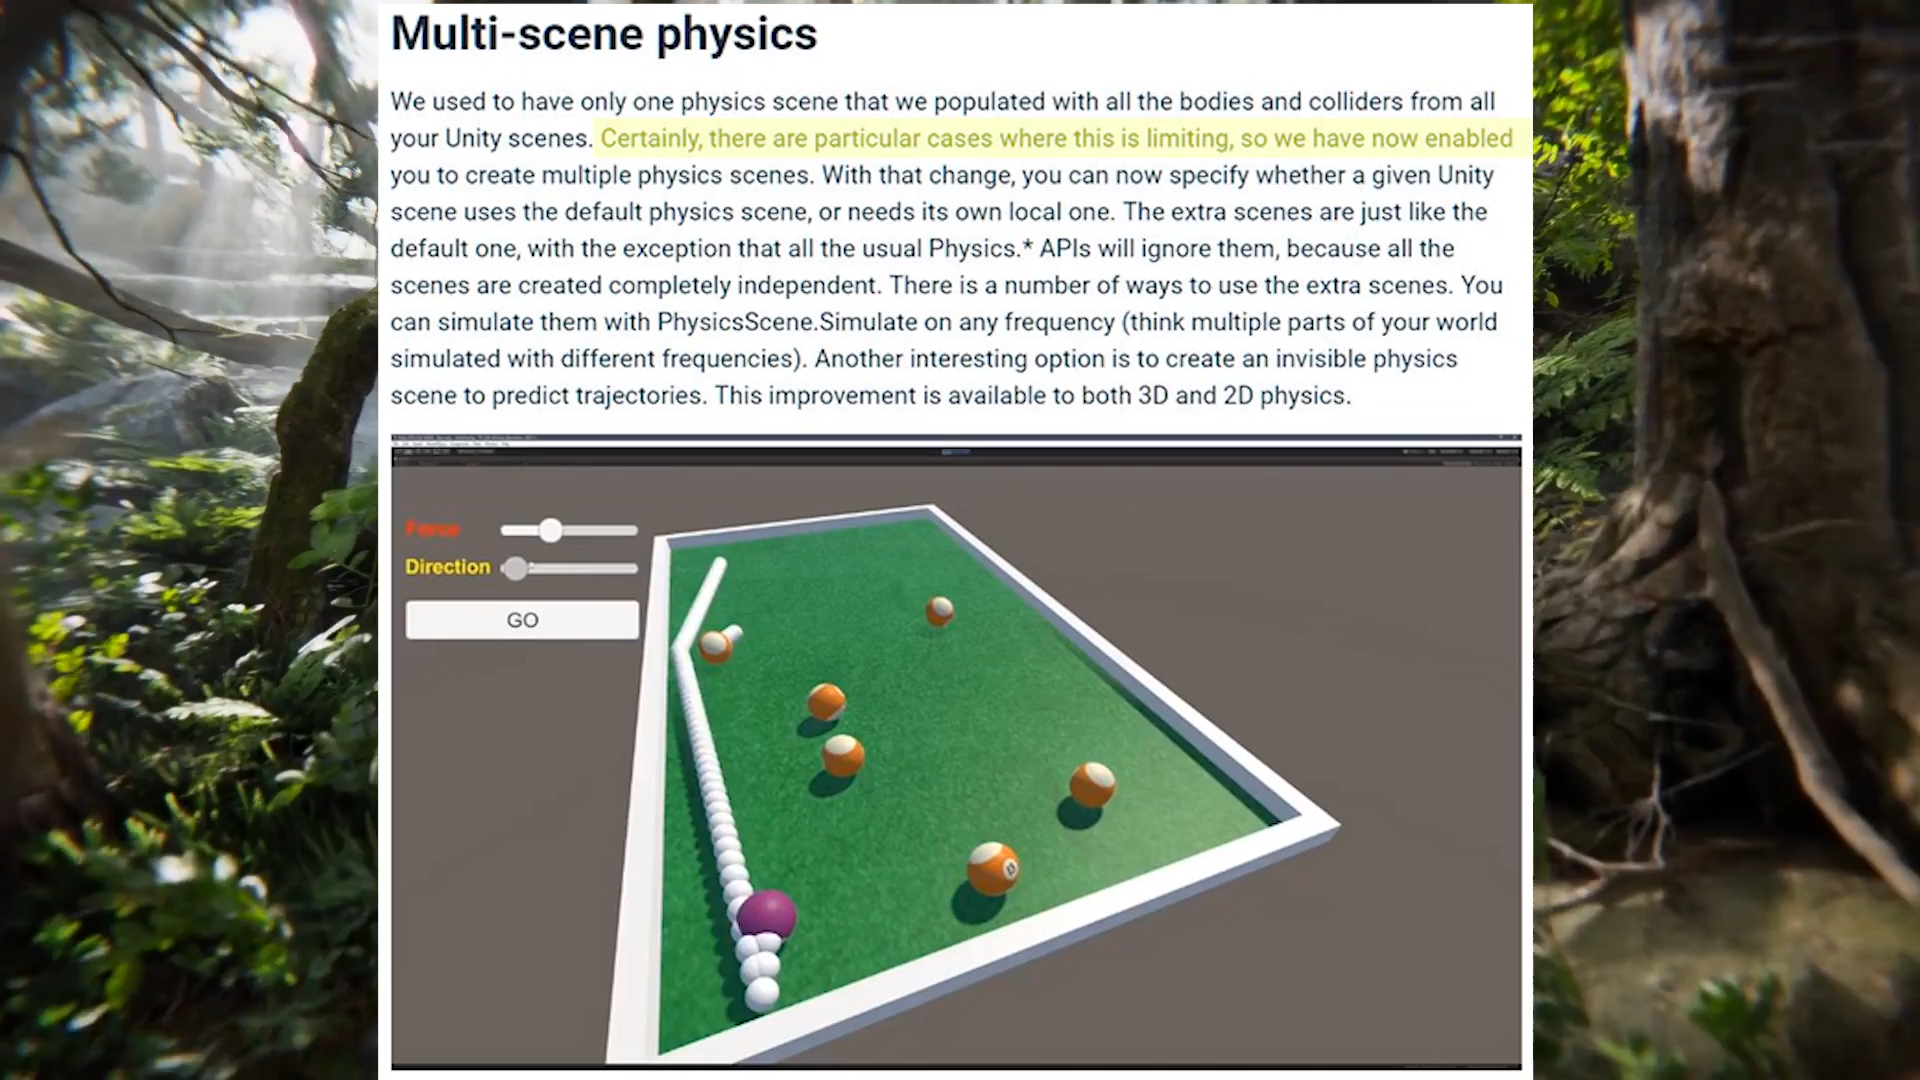 Multi-scene physics
We used to have only one physics scene that we populated with all the bodies and colliders from all
your Unity scenes. Certainly, there are particular cases where this is limiting, so we have now enabled
you to create multiple physics scenes. With that change, you can now specify whether a given Unity
scene uses the default physics scene, or needs its own local one. The extra scenes are just like the
default one, with the exception that all the usual Physics.* APIs will ignore them, because all the
scenes are created completely independent. There is a number of ways to use the extra scenes. You
can simulate them with PhysicsScene.Simulate on any frequency (think multiple parts of your world
simulated with different frequencies). Another interesting option is to create an invisible physics
scene to predict trajectories. This improvement is available to both 3D and 2D physics.
Force
Direction
GO